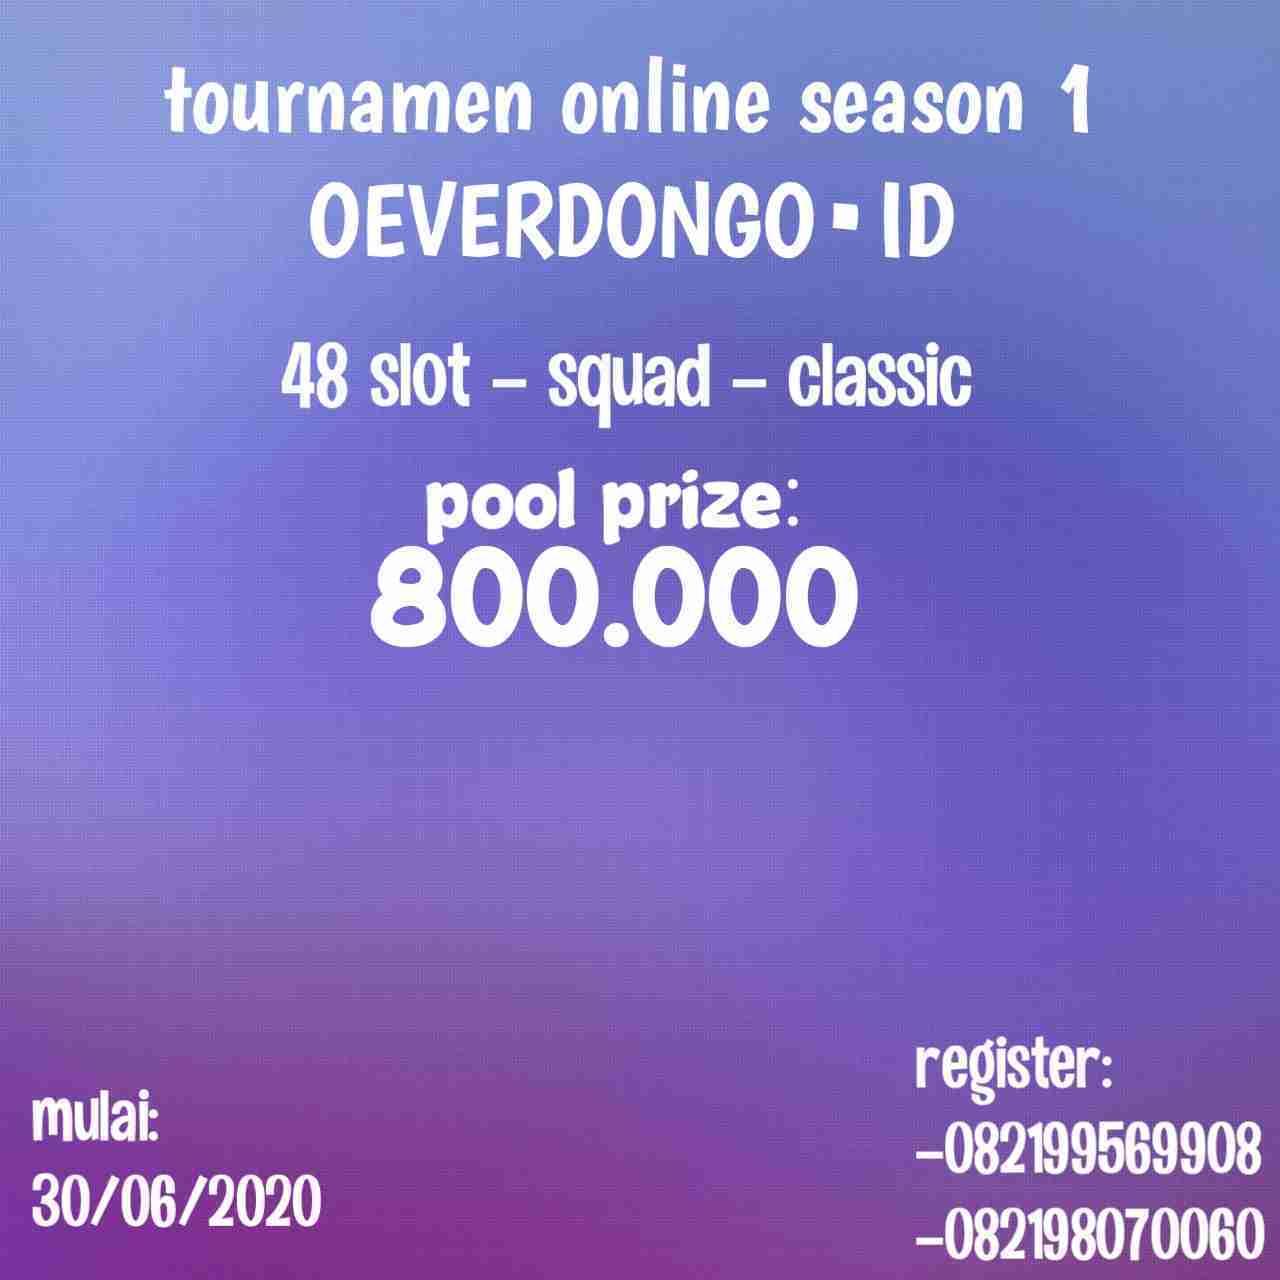 tournamen online season 1
OEVERDONGO▪ID
48 slot – squad – classic
pool prize:
800.000
mulai:
30/06/2020
register:
–082199569908
–082198070060